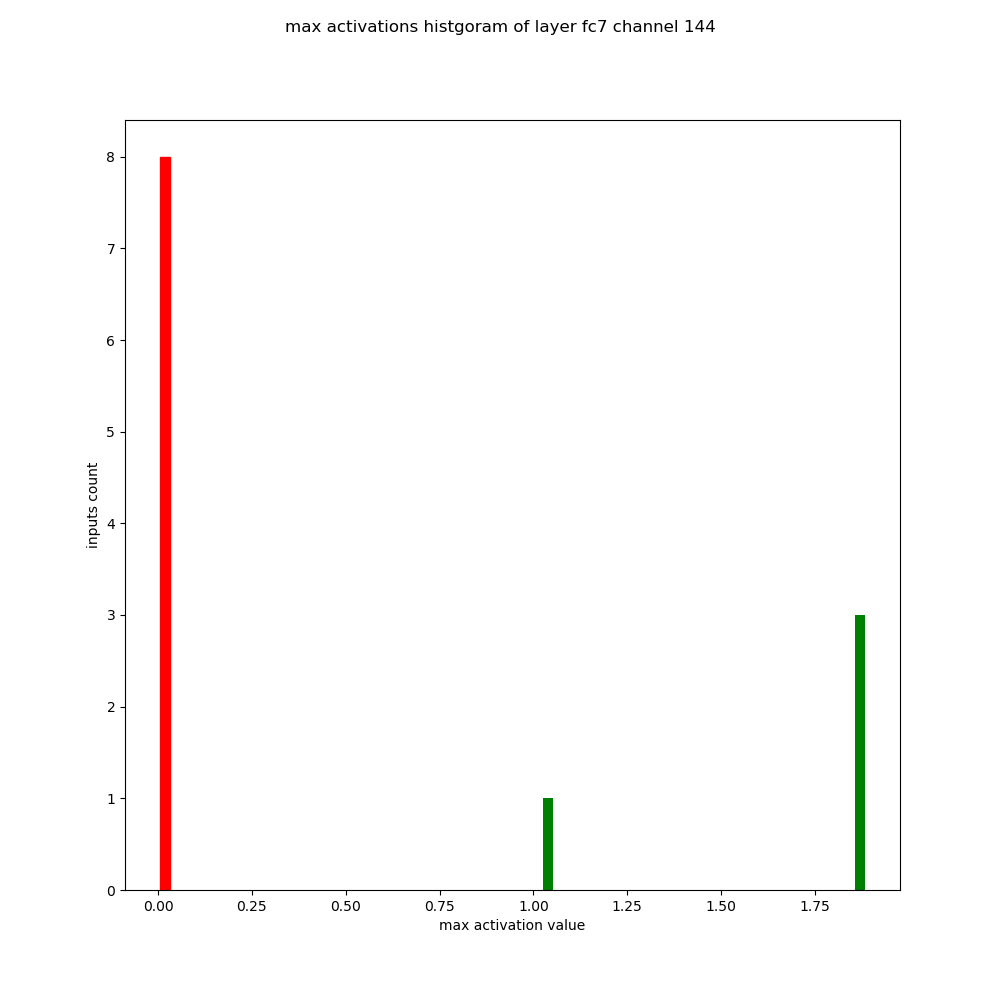 max activations histgoram of layer fc7 channel 144
8
7
6
5
4
3
2
1
0
inputs count
0.00 0.25 0.50 0.75 1.00 1.25 1.50 1.75
max activation value